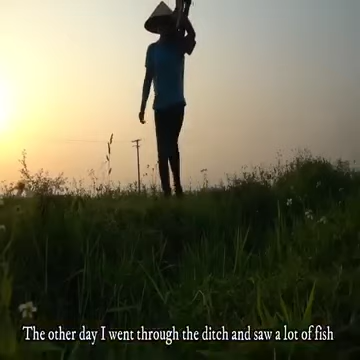 The other day I went through the ditch and saw a lot of fish